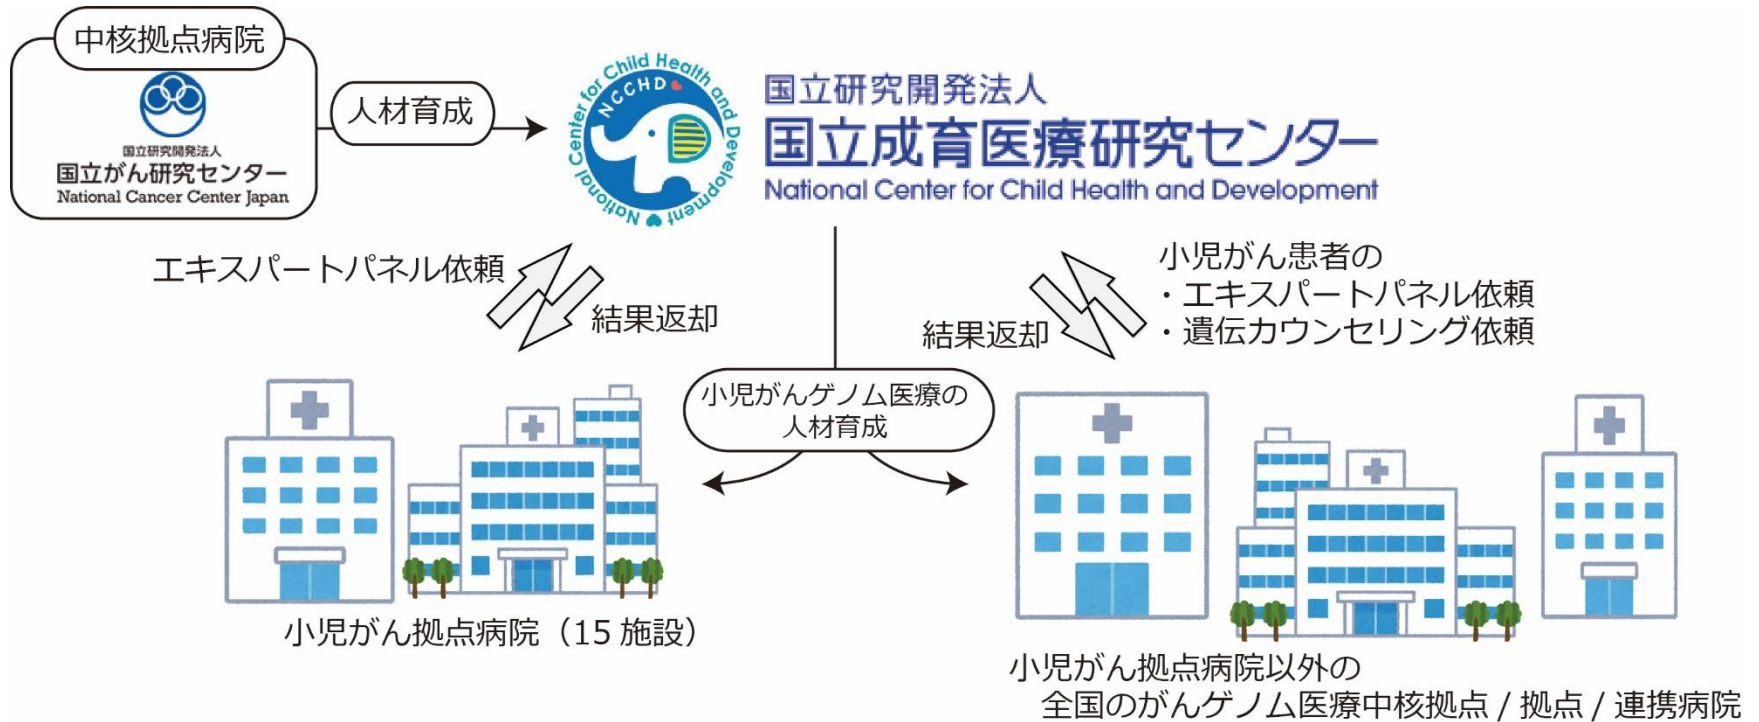 中核拠点病院
国立研究開発法人
国立がん研究センター
National Cancer Center Japan
人材育成
National Center for Child Health and Development
NCCHD
国立研究開発法人
国立成育医療研究センター
National Center for Child Health and Development
エキスパートパネル依頼
結果返却
小児がん患者の
・エキスパートパネル依頼
・遺伝カウンセリング依頼
結果返却
小児がんゲノム医療の
人材育成
小児がん拠点病院（15 施設）
小児がん拠点病院以外の
全国のがんゲノム医療中核拠点 / 拠点 / 連携病院